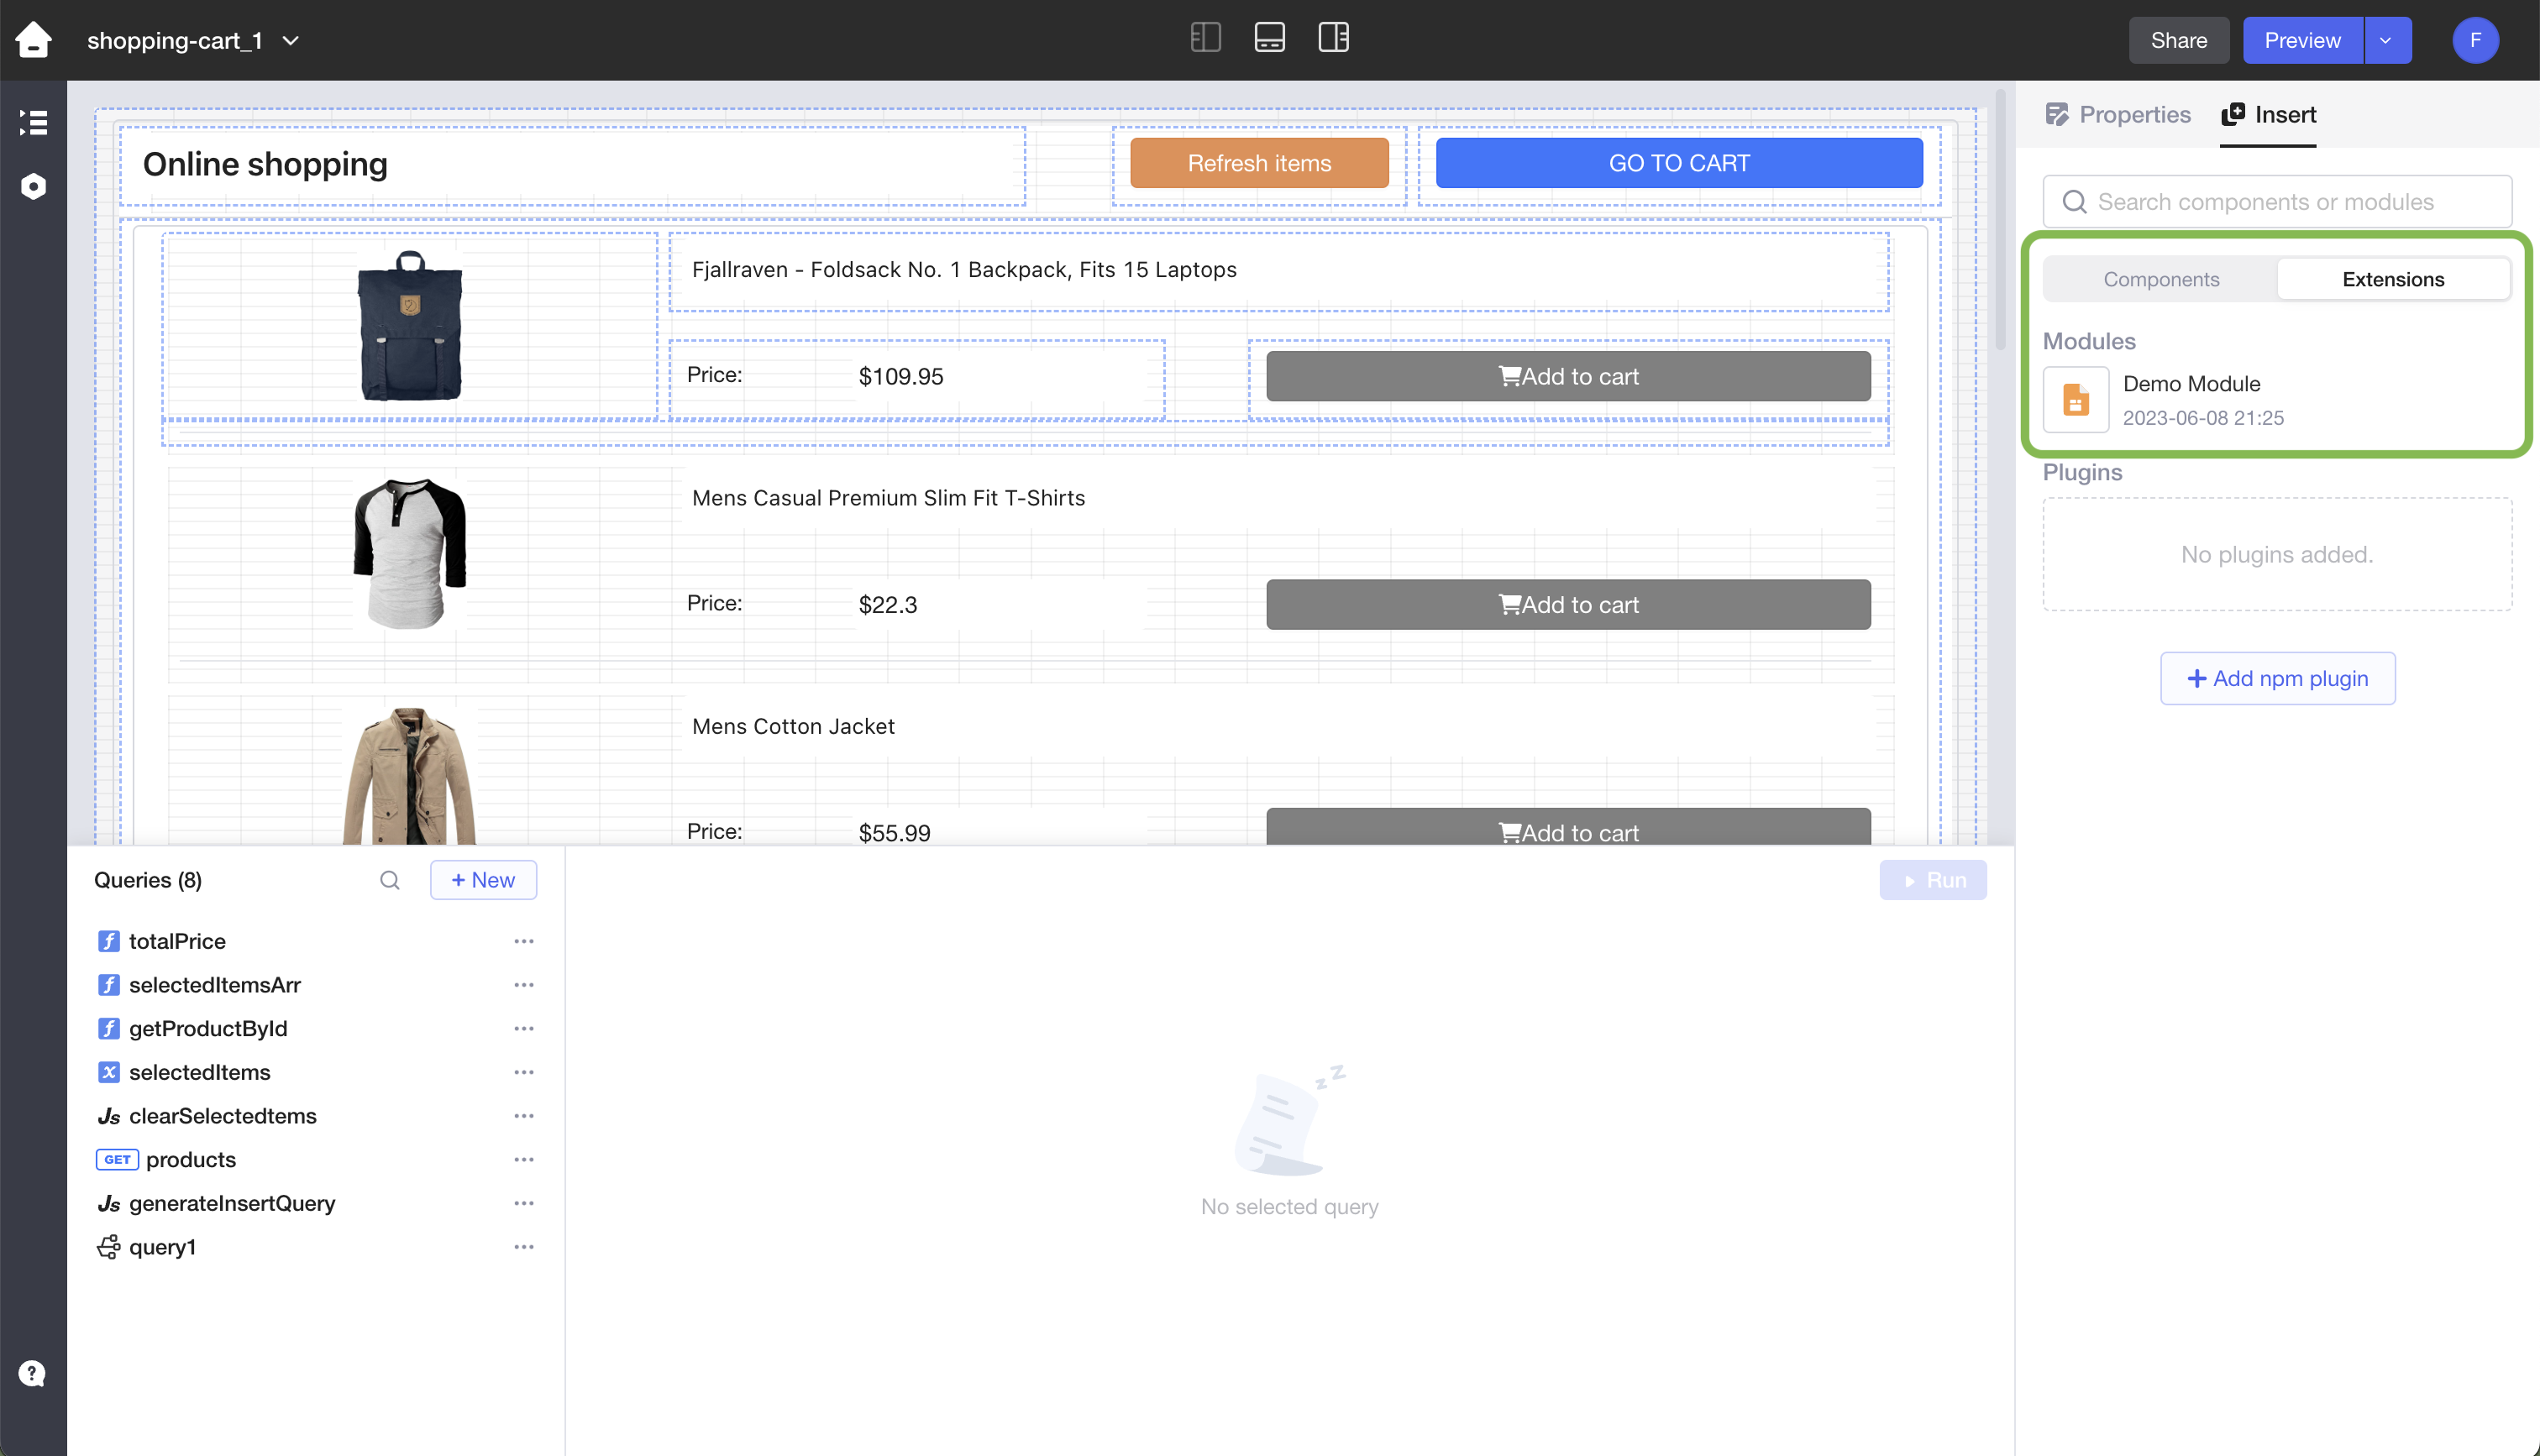 shopping-cart_1
Share
Preview
F
Properties
Insert
Online shopping
Refresh items
GO TO CART
Search components or modules
Components
Extensions
Modules
Demo Module
2023-06-08 21:25
Plugins
No plugins added.
+ Add npm plugin
Fjallraven - Foldsack No. 1 Backpack, Fits 15 Laptops
Price:
$109.95
Add to cart
Mens Casual Premium Slim Fit T-Shirts
Price:
$22.3
Add to cart
Mens Cotton Jacket
Price:
$55.99
Add to cart
Queries (8)
+ New
Run
totalPrice
selectedItemsArr
getProductById
selectedItems
Js clearSelectedtems
GET products
Js generateInsertQuery
query1
No selected query